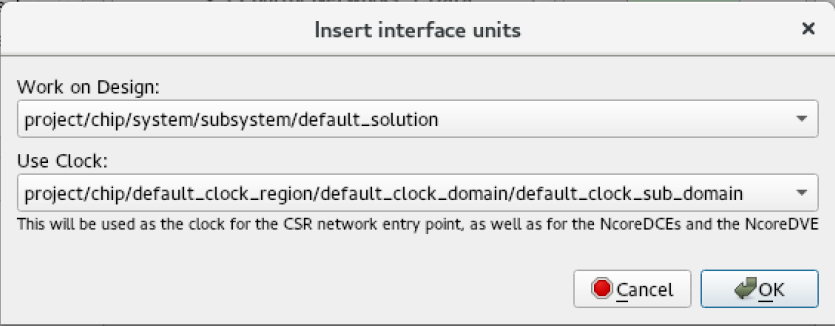 Insert interface units
Work on Design:
project/chip/system/subsystem/default_solution
Use Clock:
project/chip/default_clock_region/default_clock_domain/default_clock_sub_domain
This will be used as the clock for the CSR network entry point, as well as for the NcoreDCEs and the NcoreDVE
Cancel
OK